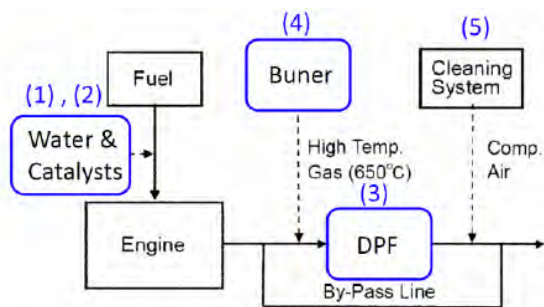 (4)
(5)
Fuel
Buner
Cleaning
System
(1) , (2)
Water &
Catalysts
High Temp.
Gas (650℃)
Comp.
Air
(3)
Engine
DPF
By-Pass Line